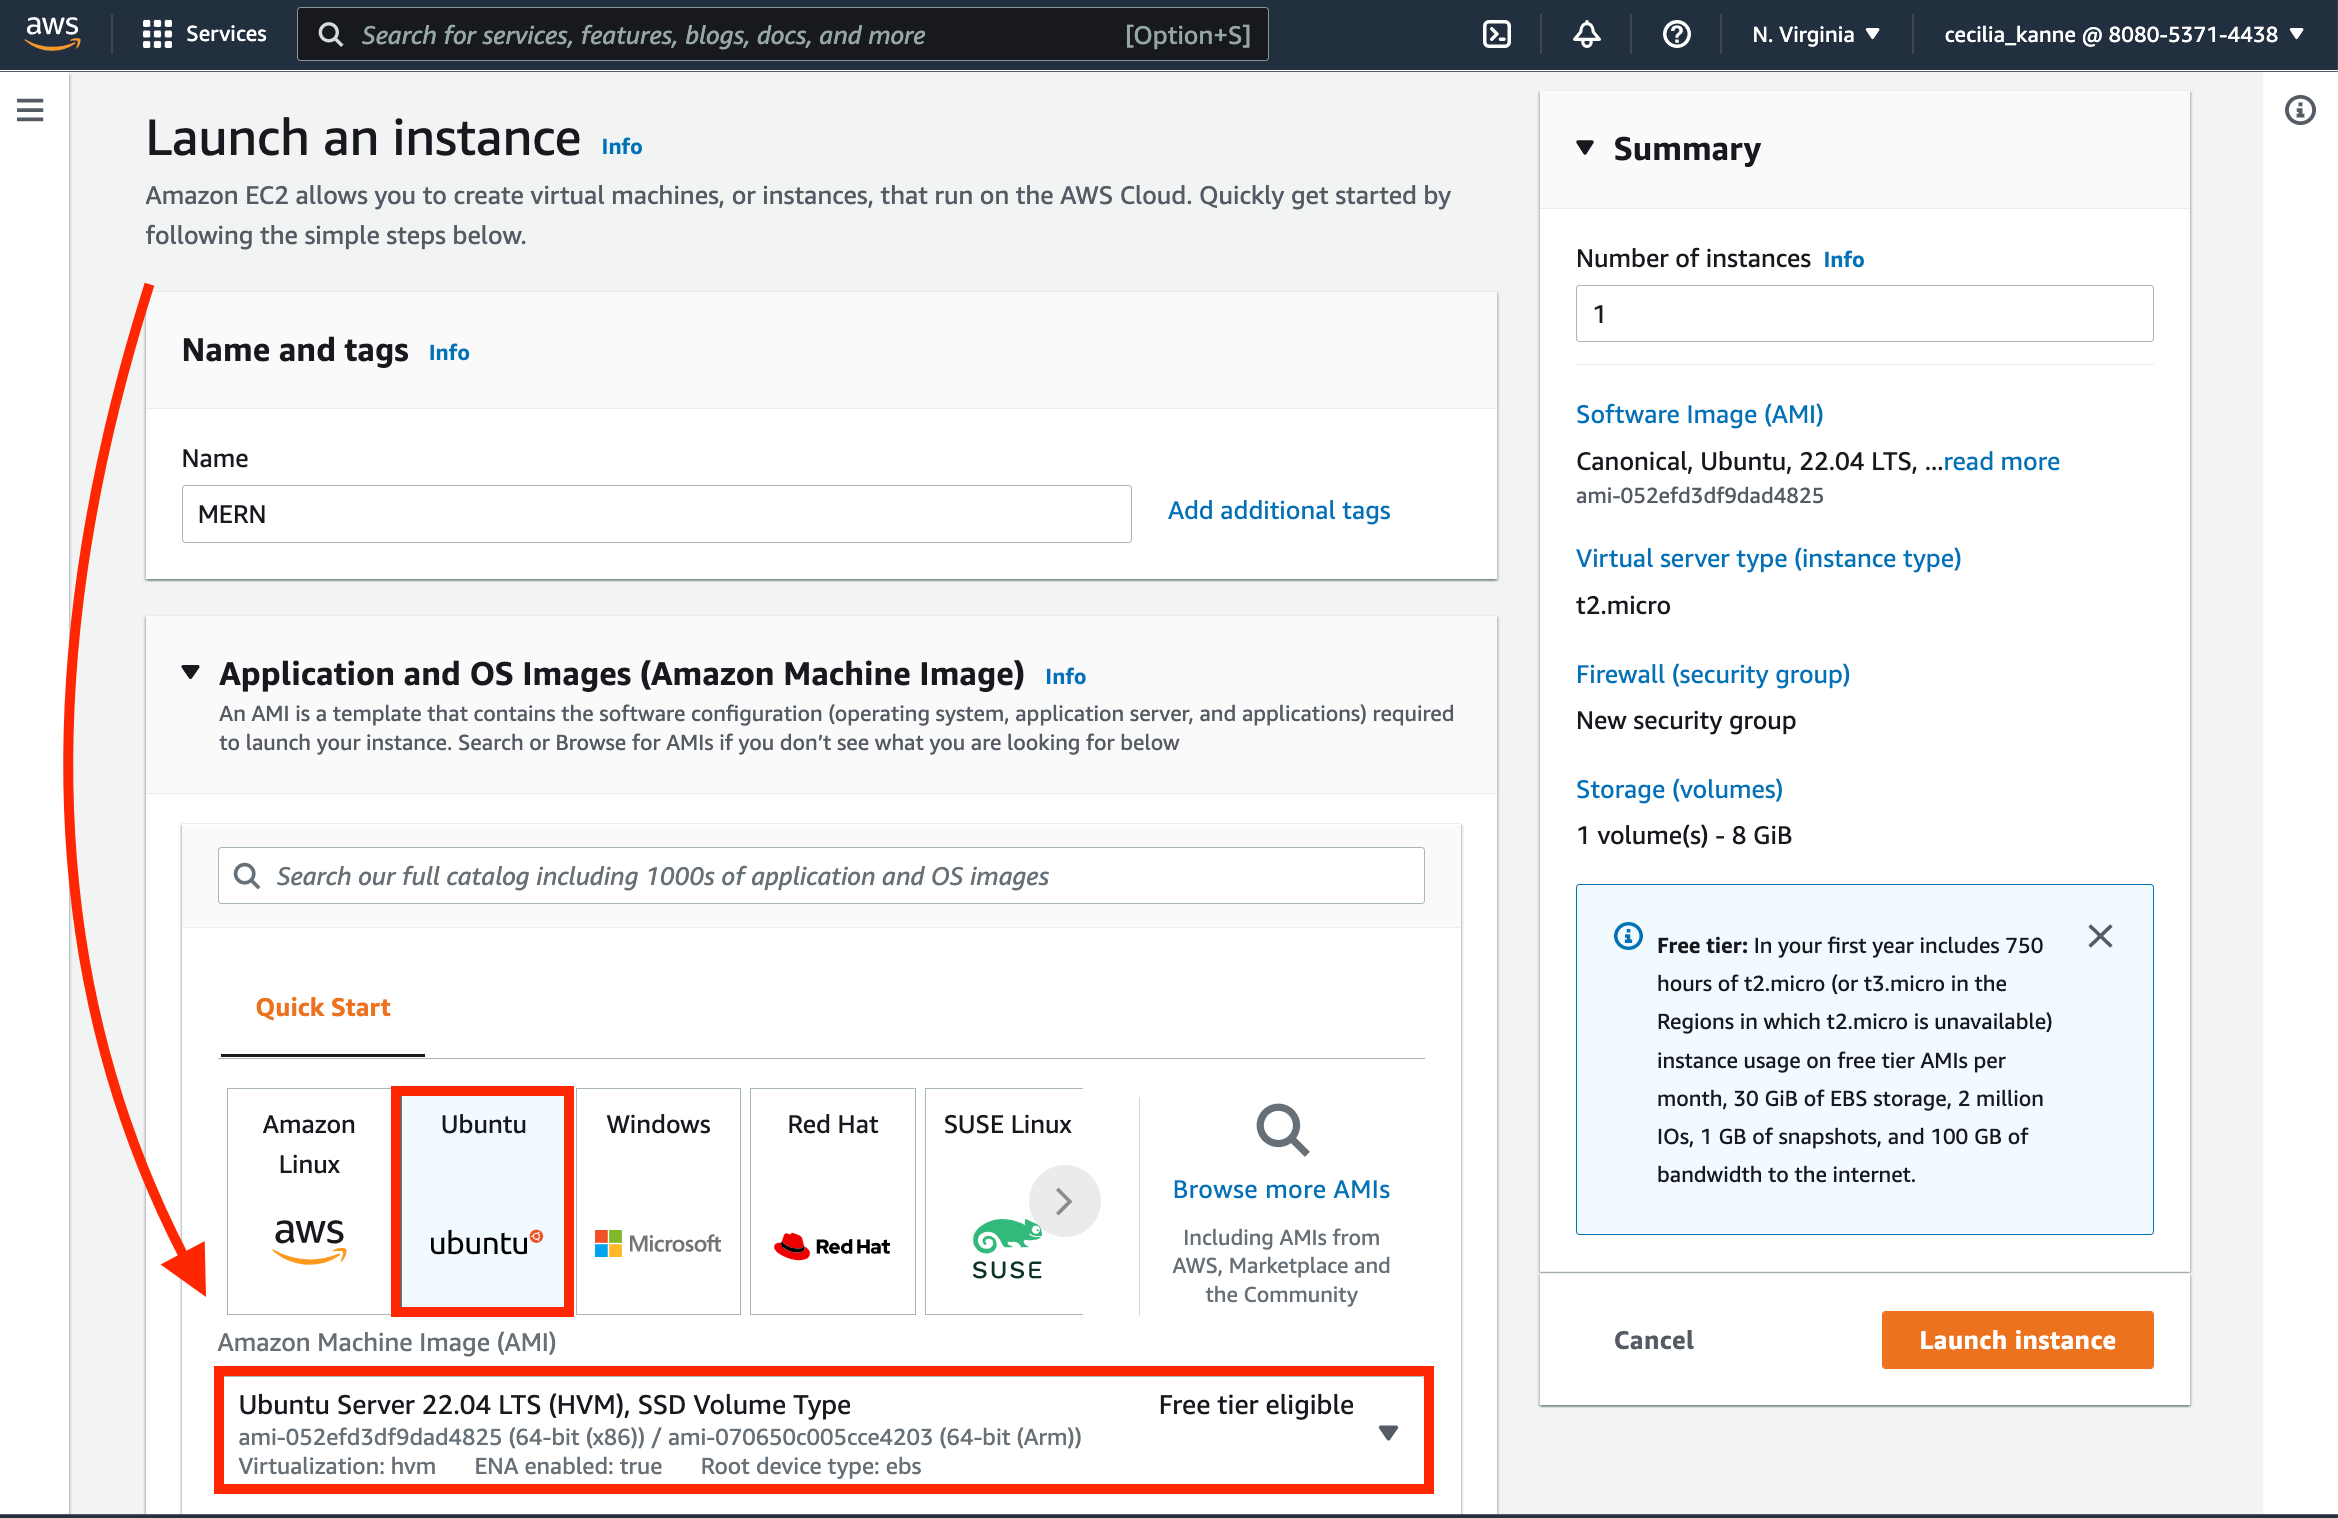 aws
Services
Search for services, features, blogs, docs, and more
[Option+S]
N. Virginia
cecilia_kanne @ 8080-5371-4438
Launch an instance Info
Amazon EC2 allows you to create virtual machines, or instances, that run on the AWS Cloud. Quickly get started by
following the simple steps below.
Name and tags Info
Name
MERN
Add additional tags
Application and OS Images (Amazon Machine Image) Info
An AMI is a template that contains the software configuration (operating system, application server, and applications) required
to launch your instance. Search or Browse for AMIs if you don’t see what you are looking for below
Search our full catalog including 1000s of application and OS images
Quick Start
Amazon
Linux
aws
Ubuntu
ubuntu
Windows
Microsoft
Red Hat
Red Hat
SUSE Linux
SUSE
Browse more AMIs
Including AMIs from
AWS, Marketplace and
the Community
Amazon Machine Image (AMI)
Ubuntu Server 22.04 LTS (HVM), SSD Volume Type
Free tier eligible
ami-052efd3df9dad4825 (64-bit (x86)) / ami-070650c005cce4203 (64-bit (Arm))
Virtualization: hvm ENA enabled: true Root device type: ebs
Summary
Number of instances Info
1
Software Image (AMI)
Canonical, Ubuntu, 22.04 LTS, ...read more
ami-052efd3df9dad4825
Virtual server type (instance type)
t2.micro
Firewall (security group)
New security group
Storage (volumes)
1 volume(s) - 8 GiB
Free tier: In your first year includes 750
hours of t2.micro (or t3.micro in the
Regions in which t2.micro is unavailable)
instance usage on free tier AMIs per
month, 30 GiB of EBS storage, 2 million
IOs, 1 GB of snapshots, and 100 GB of
bandwidth to the internet.
Cancel
Launch instance